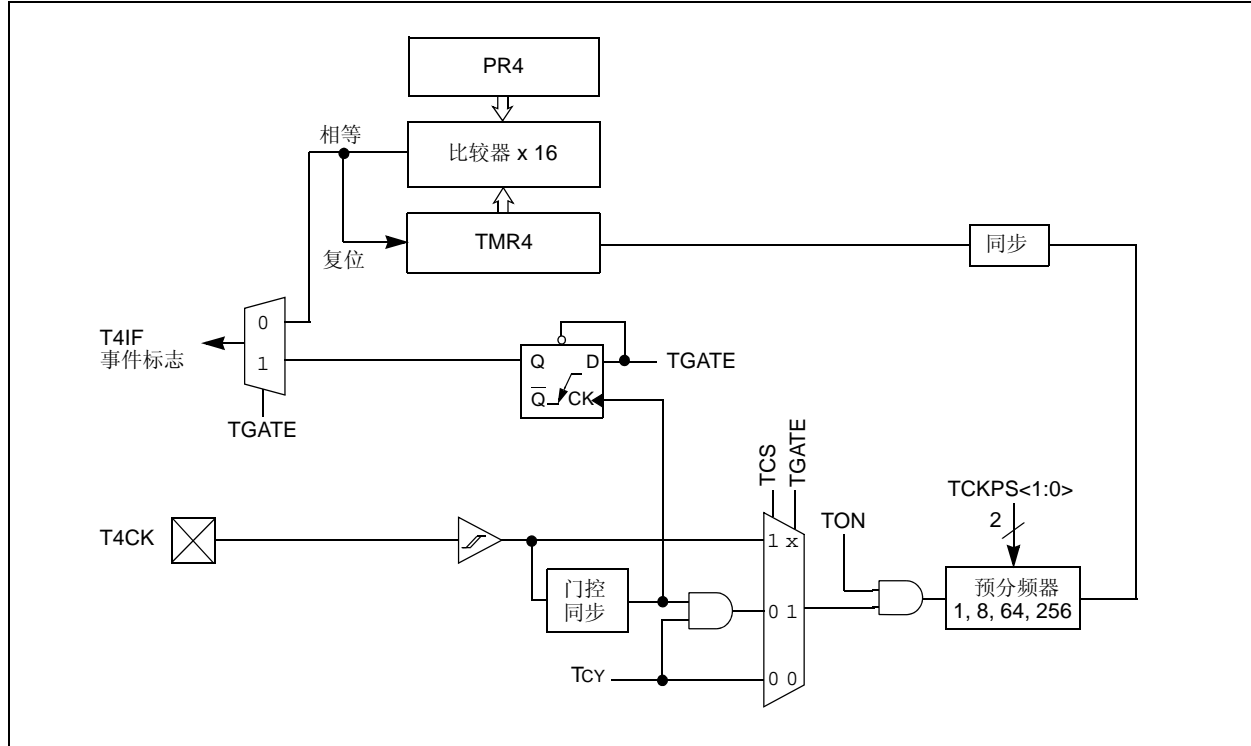 PR4
相等
比较器 x 16
TMR4
同步
复位
T4IF
事件标志
0
1
TGATE
Q
D
Q
CK
TGATE
TCS
TGATE
TCKPS<1:0>
2
TON
T4CK
1 x
门控
同步
0 1
预分频器
1, 8, 64, 256
TCY
0 0